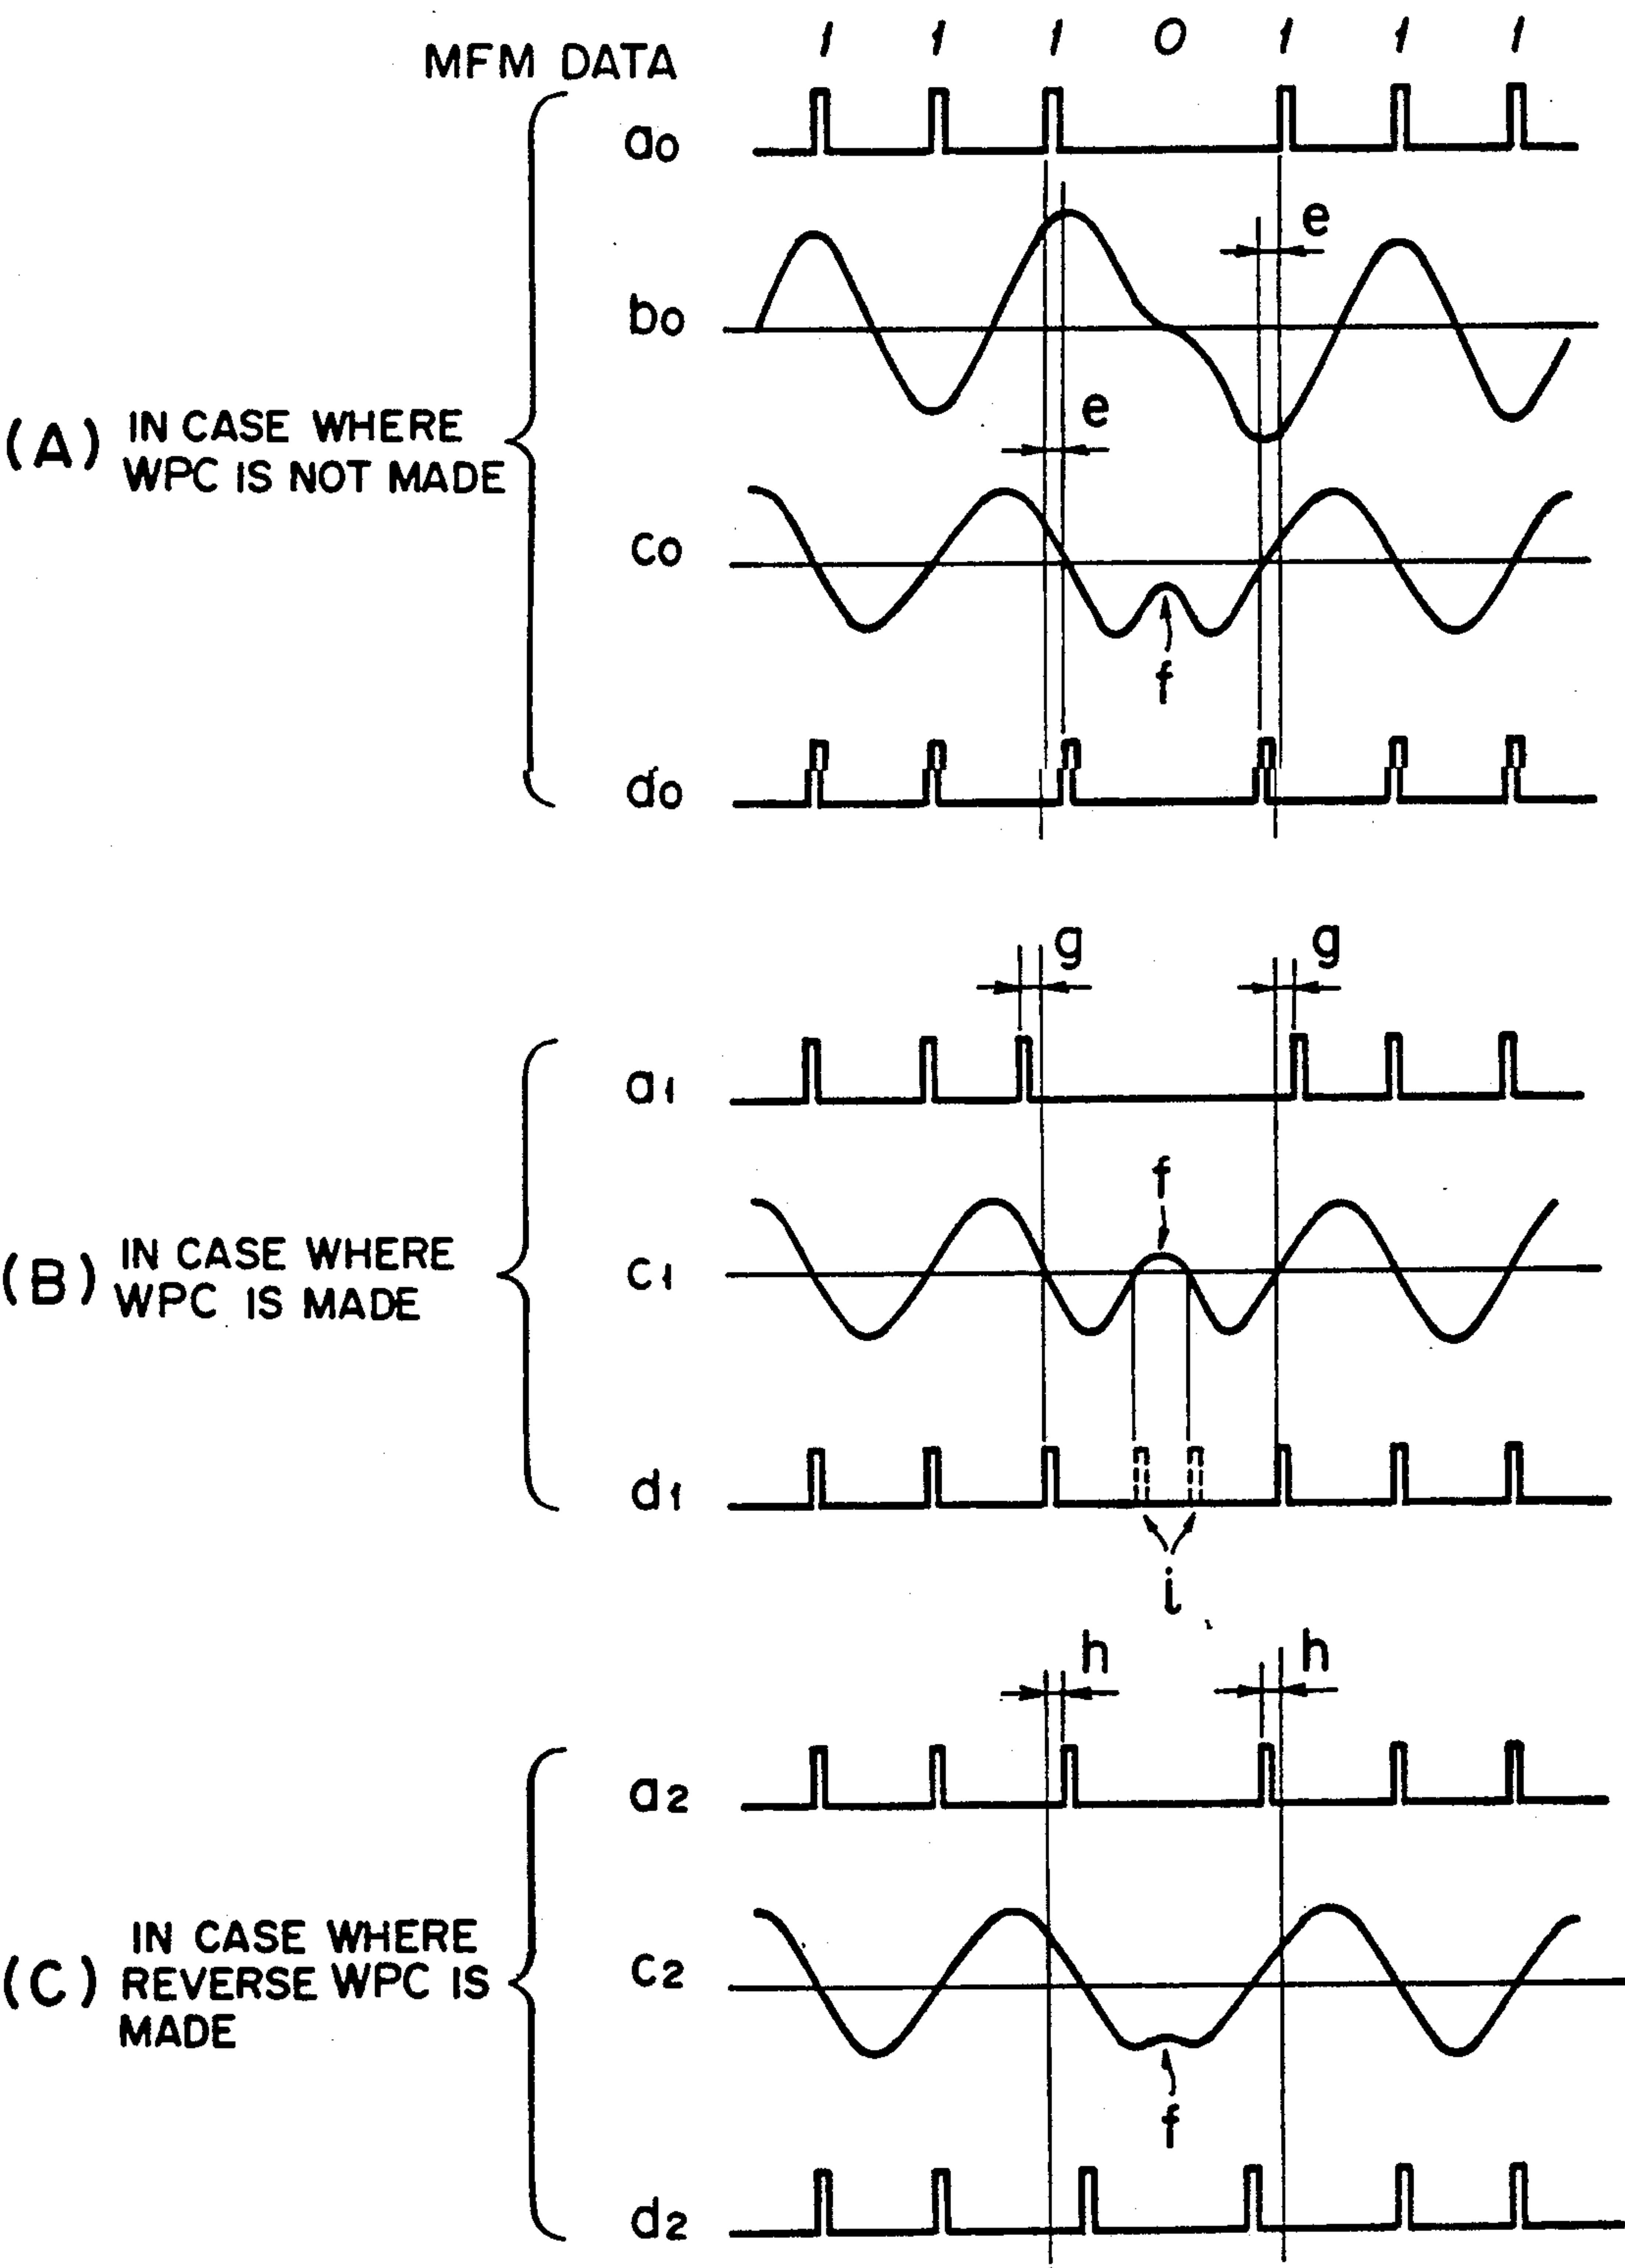 MFM DATA 1 1 1 0 1 1 1
a0
e
b0
(A) IN CASE WHERE
WPC IS NOT MADE
e
c0
f
d0
g g
a1
f
(B) IN CASE WHERE
WPC IS MADE
c1
d1
i
h h
a2
(C) IN CASE WHERE
REVERSE WPC IS
MADE
c2
f
d2